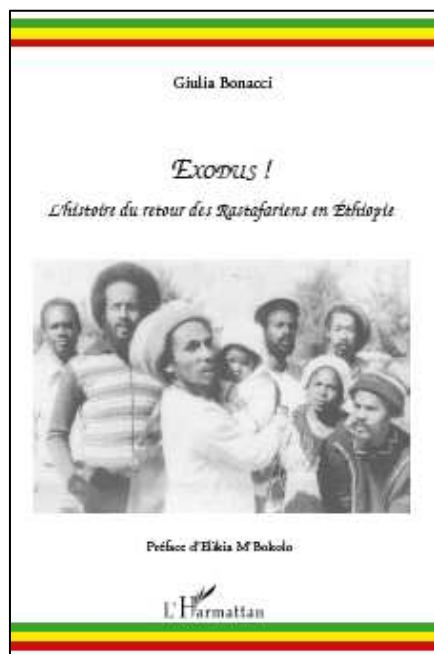 Giulia Bonacci
Exodus !
L'histoire du retour des Rastafariens en Éthiopie
Préface d'Elikia M'Bokolo
L'Harmattan